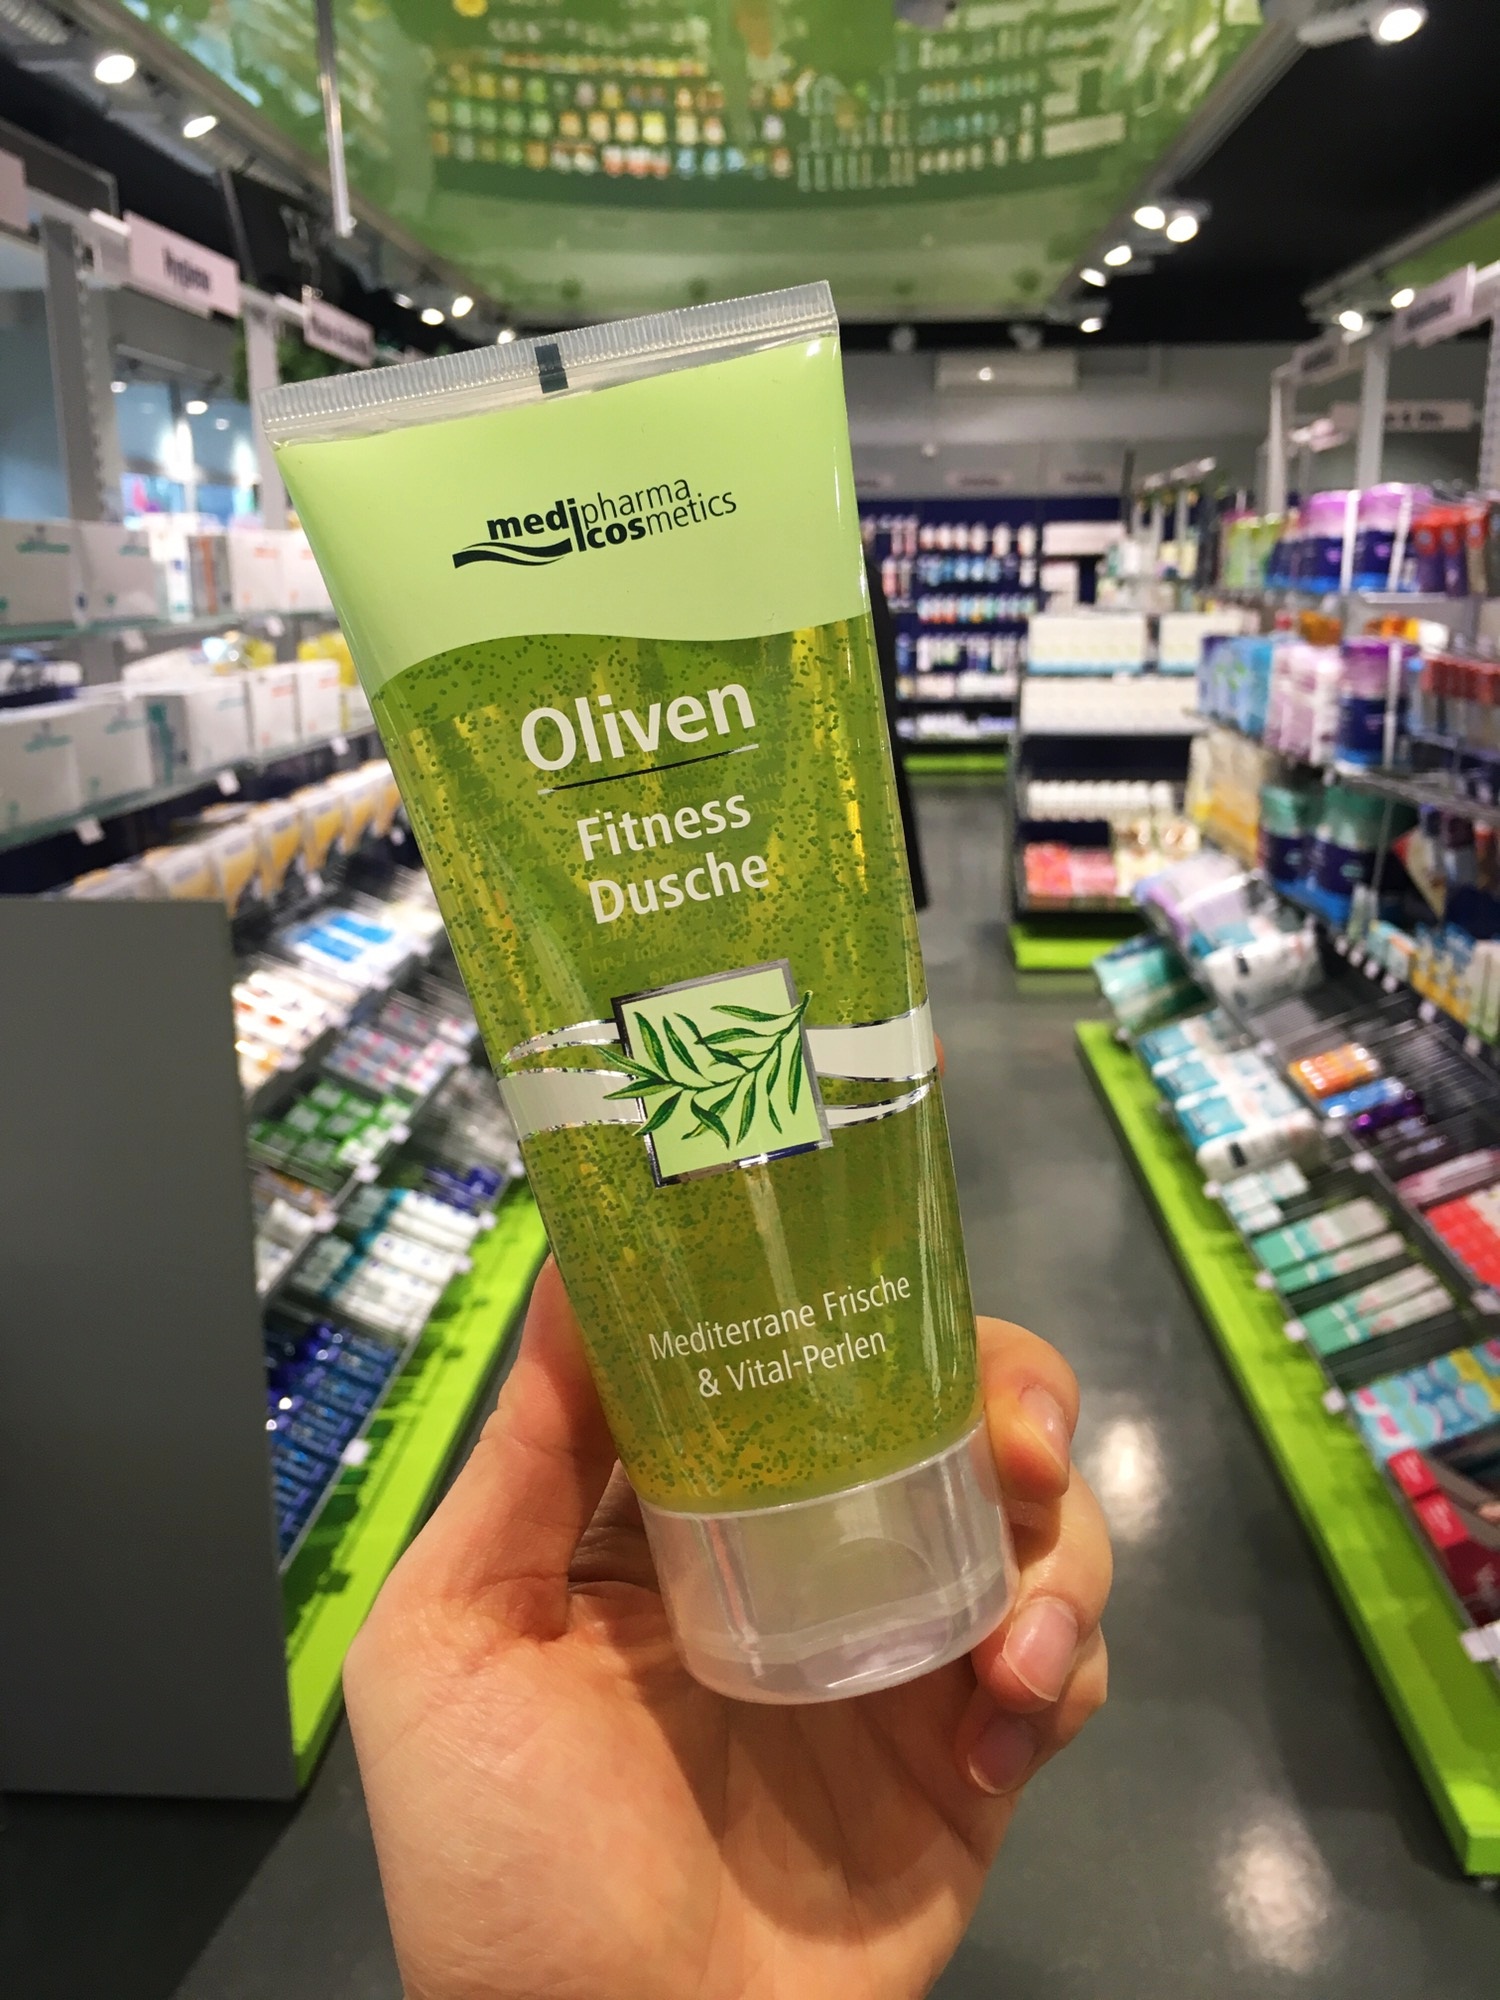 medipharma
cosmetics
Oliven
Fitness
Dusche
Mediterrane Frische
& Vital-Perlen